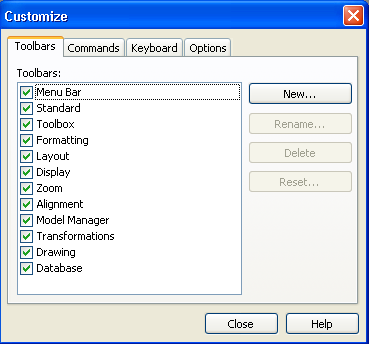 Customize
Toolbars Commands Keyboard Options
Toolbars:
Menu Bar
Standard
Toolbox
Formatting
Layout
Display
Zoom
Alignment
Model Manager
Transformations
Drawing
Database
New...
Rename...
Delete
Reset...
Close Help